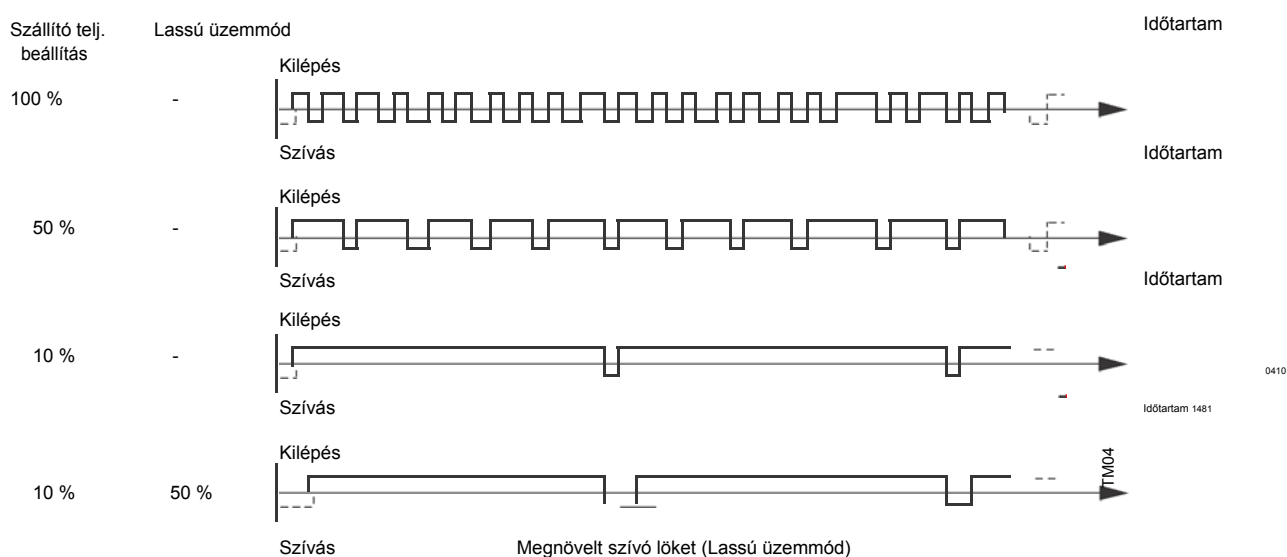 Szállító telj. beállítás
Lassú üzemmód
Időtartam
Kilépés
100 %
-
Szívás
Időtartam
Kilépés
50 %
-
Szívás
Időtartam
Kilépés
10 %
-
0410
Szívás
Időtartam 1481
Kilépés
TM04
10 %
50 %
Szívás
Megnövelt szívó löket (Lassú üzemmód)